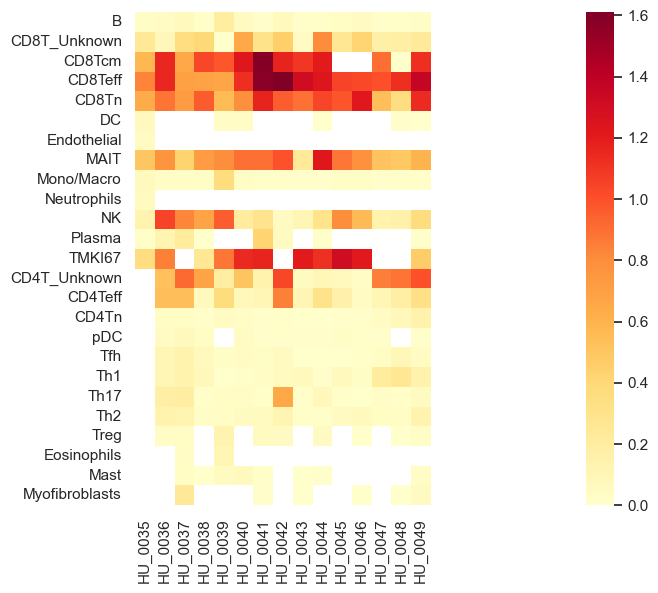 B
CD8T_Unknown
CD8Tcm
CD8Teff
CD8Tn
DC
Endothelial
MAIT
Mono/Macro
Neutrophils
NK
Plasma
TMKI67
CD4T_Unknown
CD4Teff
CD4Tn
pDC
Tfh
Th1
Th17
Th2
Treg
Eosinophils
Mast
Myofibroblasts
HU_0035
HU_0036
HU_0037
HU_0038
HU_0039
HU_0040
HU_0041
HU_0042
HU_0043
HU_0044
HU_0045
HU_0046
HU_0047
HU_0048
HU_0049
1.6
1.4
1.2
1.0
0.8
0.6
0.4
0.2
0.0